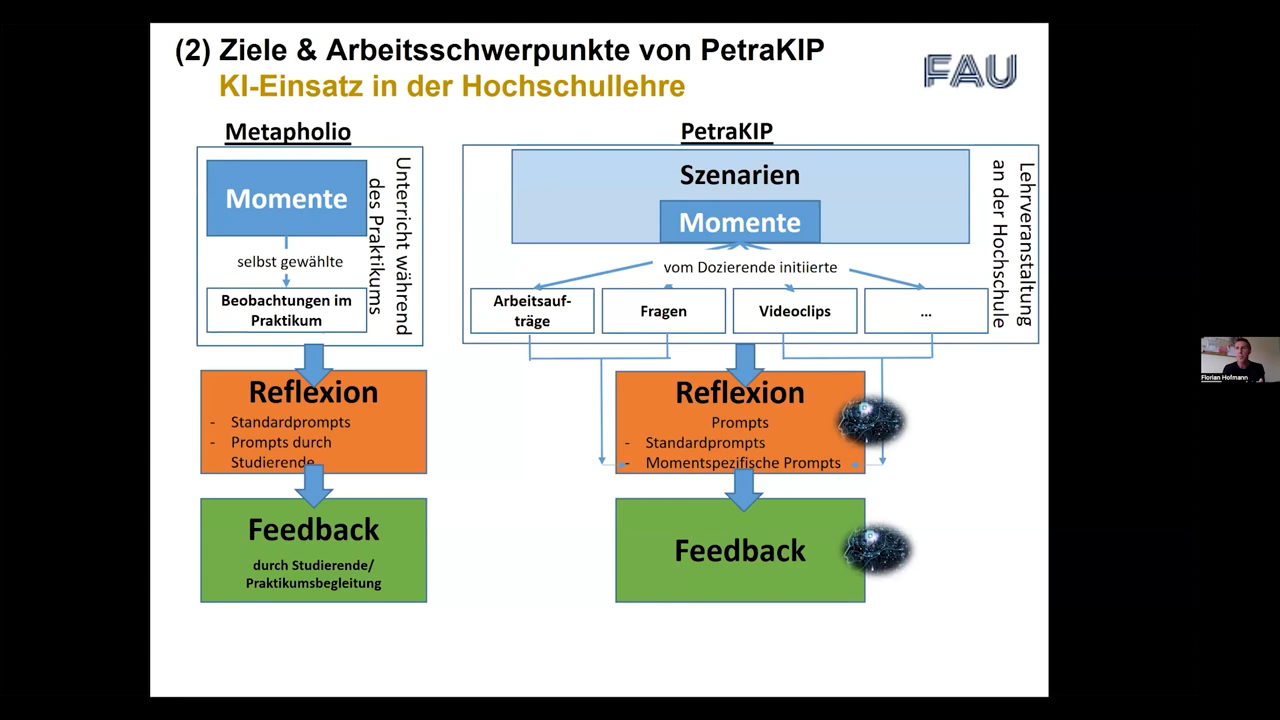 (2) Ziele & Arbeitsschwerpunkte von PetraKIP
KI-Einsatz in der Hochschullehre
FAU
Metapholio
Momente
selbst gewählte
Beobachtungen im
Praktikum
Unterricht während
des Praktikums
Reflexion
- Standardprompts
- Prompts durch
Studierende
Feedback
durch Studierende/
Praktikumsbegleitung
PetraKIP
Szenarien
Momente
vom Dozierende initiierte
Arbeitsauf-
träge
Fragen
Videoclips
...
Lehrveranstaltung
an der Hochschule
Reflexion
Prompts
- Standardprompts
- Momentspezifische Prompts
Feedback
Florian Hofmann